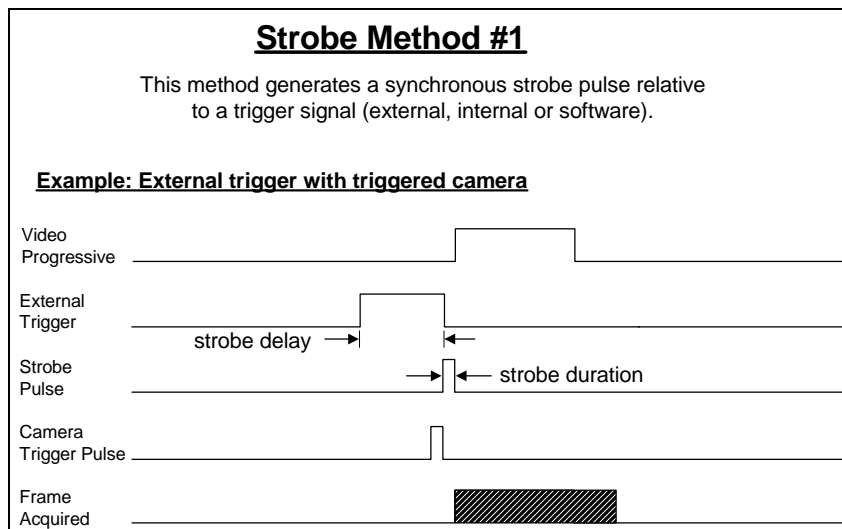 Strobe Method #1
This method generates a synchronous strobe pulse relative
to a trigger signal (external, internal or software).
Example: External trigger with triggered camera
Video
Progressive
External
Trigger
strobe delay
Strobe
Pulse
strobe duration
Camera
Trigger Pulse
Frame
Acquired